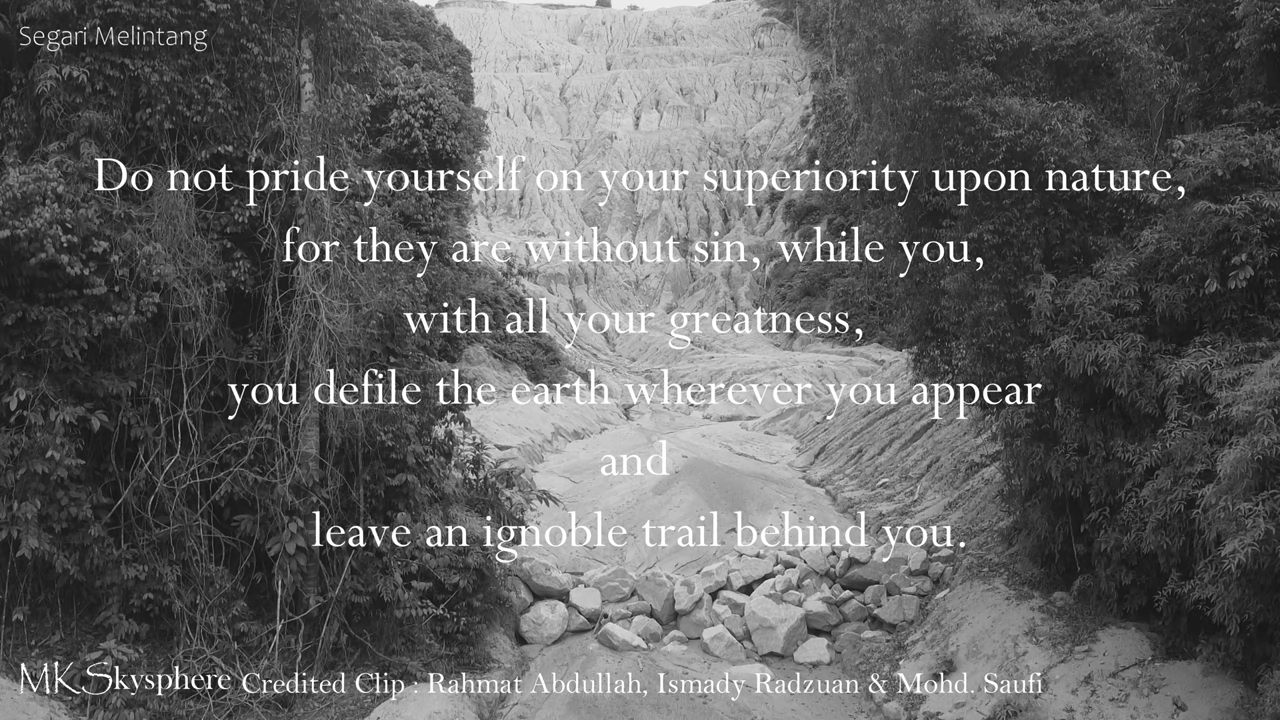 Segari Melintang
Do not pride yourself on your superiority upon nature,
for they are without sin, while you,
with all your greatness,
you defile the earth wherever you appear
and
leave an ignoble trail behind you.
MK Skysphere Credited Clip : Rahmat Abdullah, Ismady Radzuan & Mohd. Saufi